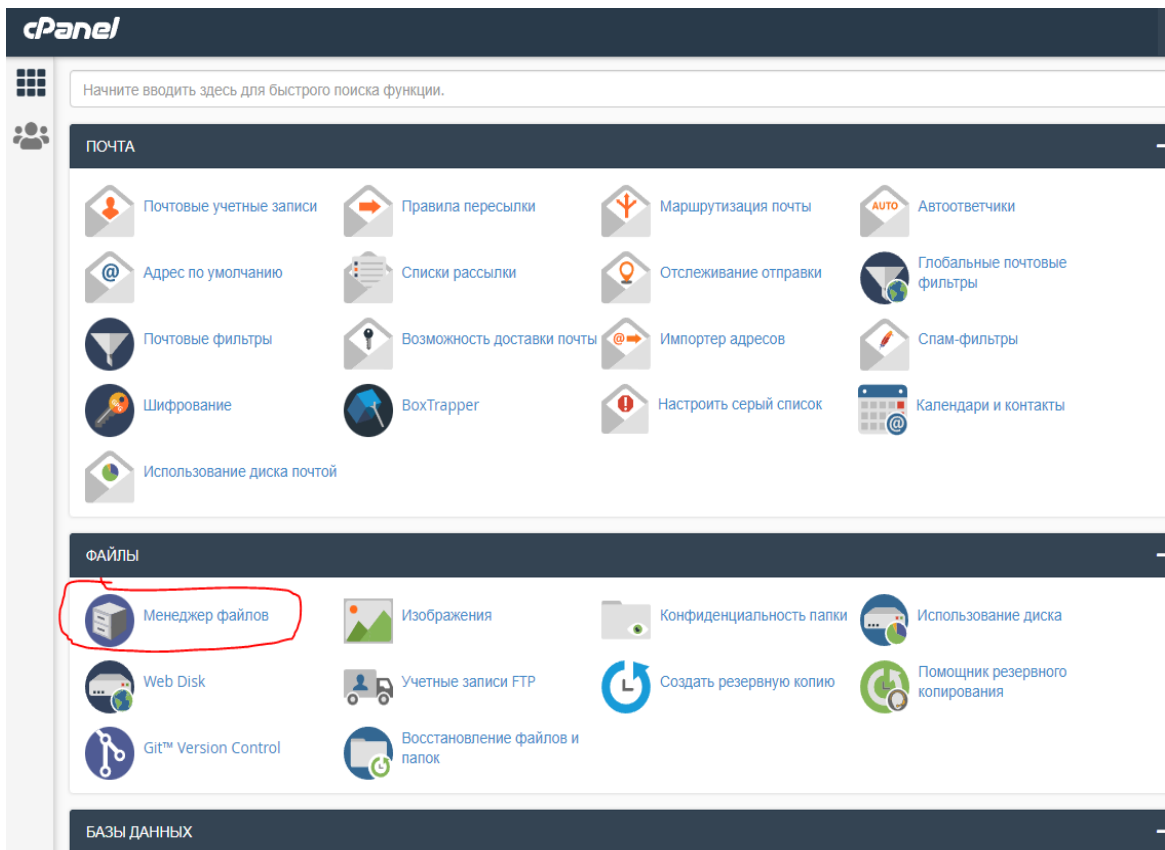 cPanel
Начните вводить здесь для быстрого поиска функции.
ПОЧТА
Почтовые учетные записи
Правила пересылки
Маршрутизация почты
AUTO
Автоответчики
@
Адрес по умолчанию
Списки рассылки
Отслеживание отправки
Глобальные почтовые
фильтры
Почтовые фильтры
Возможность доставки почты
@
Импортер адресов
Спам-фильтры
Шифрование
BoxTrapper
Настроить серый список
@
Календари и контакты
Использование диска почтой
ФАЙЛЫ
Менеджер файлов
Изображения
Конфиденциальность папки
Использование диска
Web Disk
Учетные записи FTP
Создать резервную копию
Помощник резервного
копирования
Git™ Version Control
Восстановление файлов и
папок
БАЗЫ ДАННЫХ